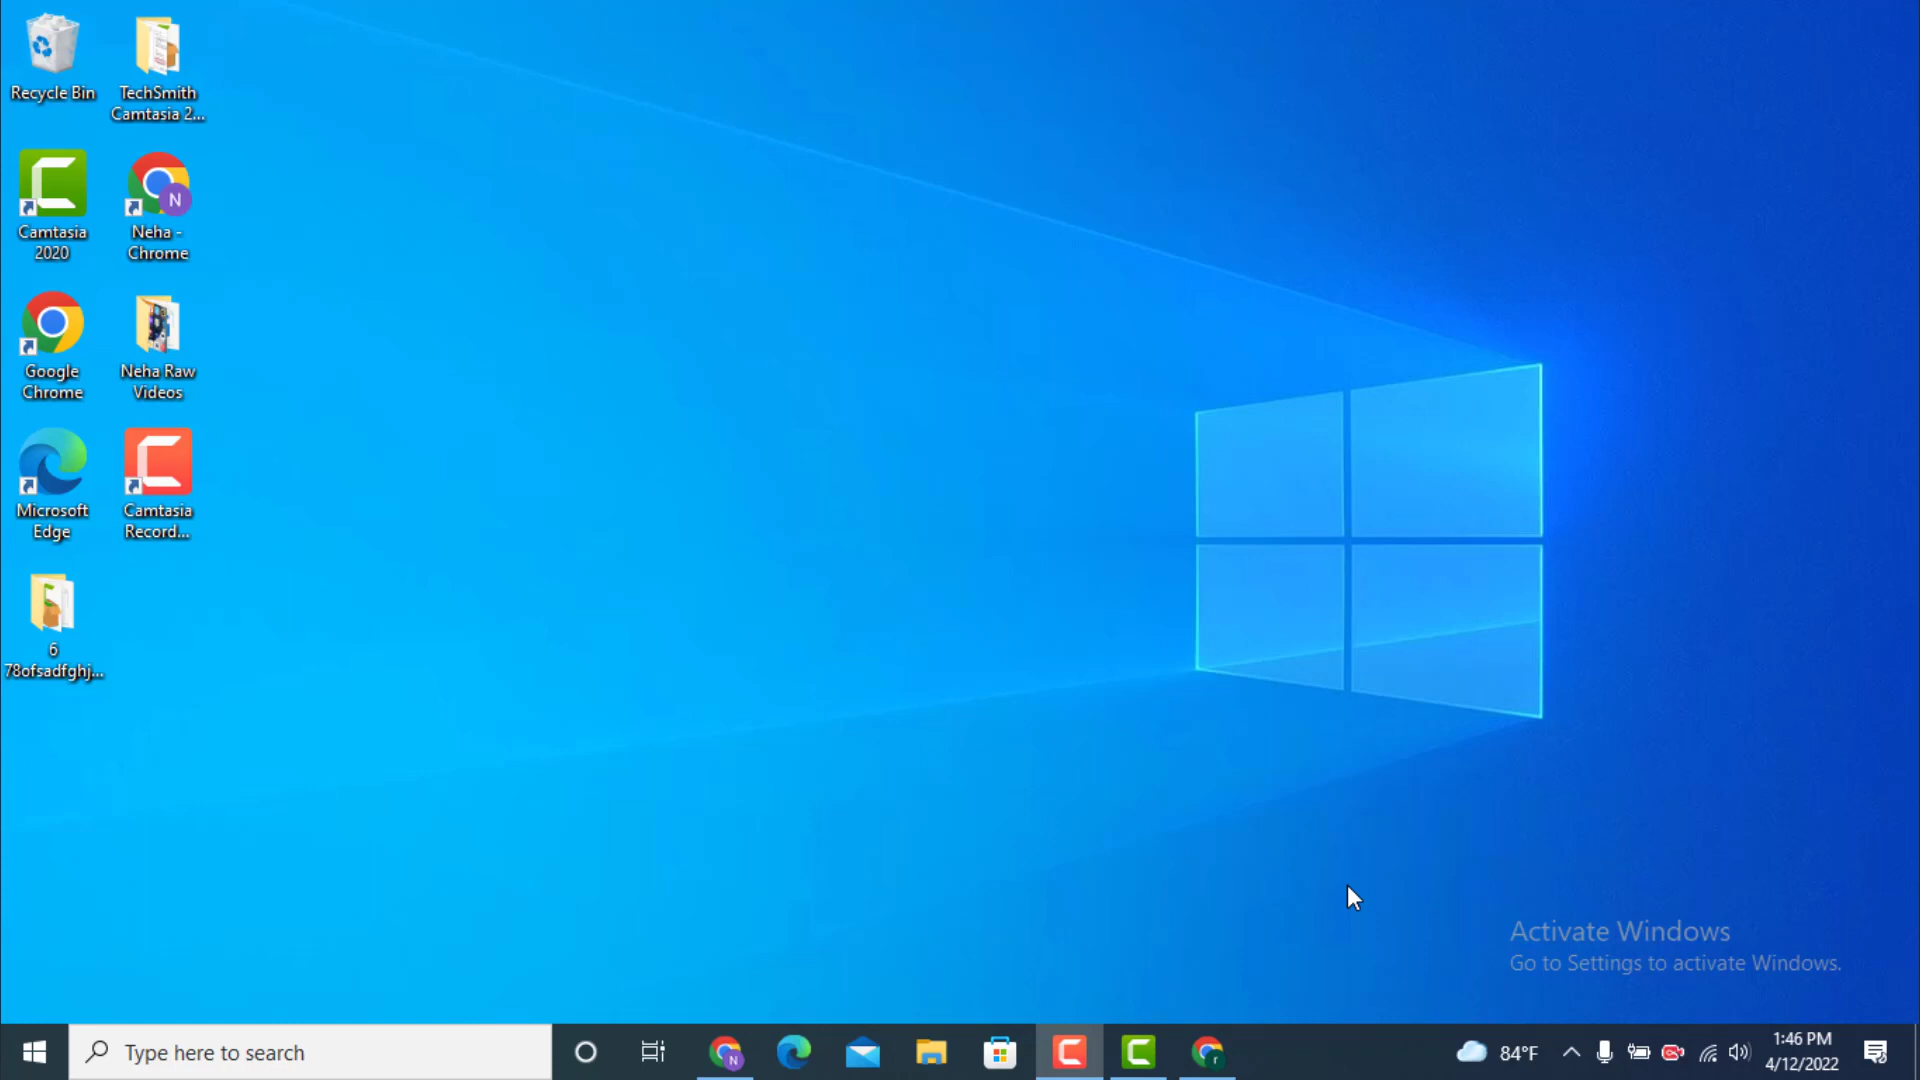 Recycle Bin
TechSmith
Camtasia 2...
Camtasia
2020
N
Neha -
Chrome
Google
Chrome
Neha Raw
Videos
Microsoft
Edge
Camtasia
Record...
6
78ofsadfghj...
Activate Windows
Go to Settings to activate Windows.
Type here to search
N
r
84°F
1:46 PM
4/12/2022